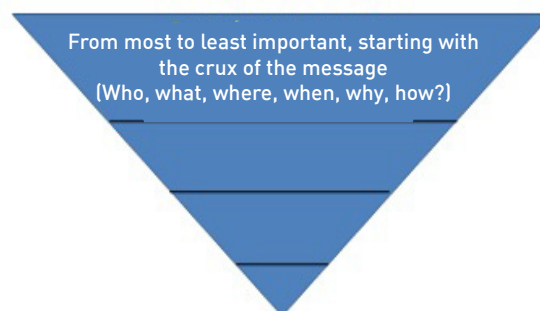 From most to least important, starting with
the crux of the message
(Who, what, where, when, why, how?)